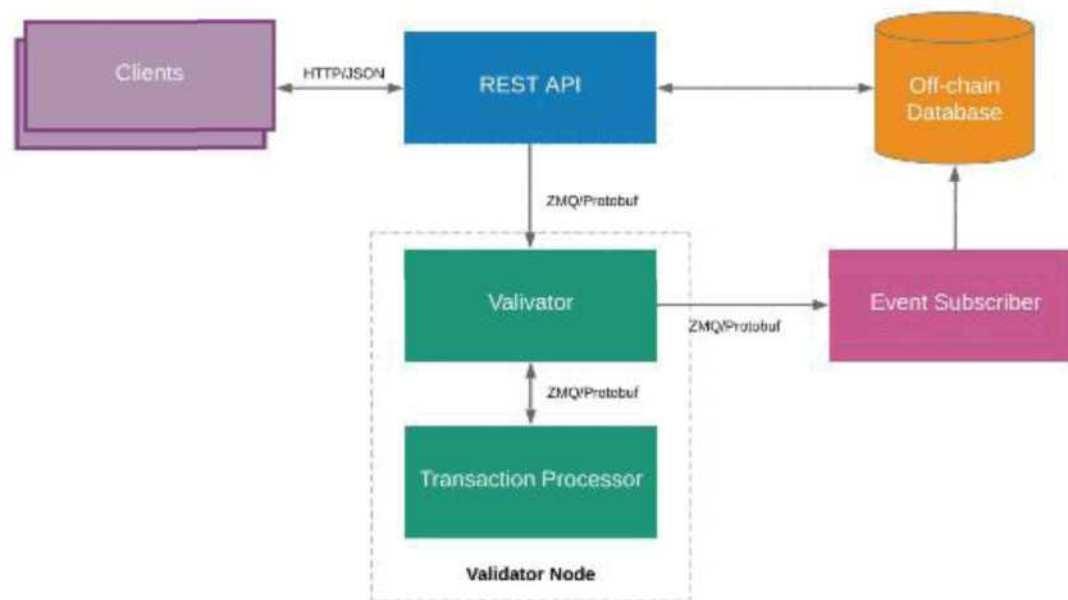 Clients
HTTP/JSON
REST API
Off-chain
Database
ZMQ/Protobuf
Valivator
ZMQ/Protobuf
Event Subscriber
ZMQ/Protobuf
Transaction Processor
Validator Node